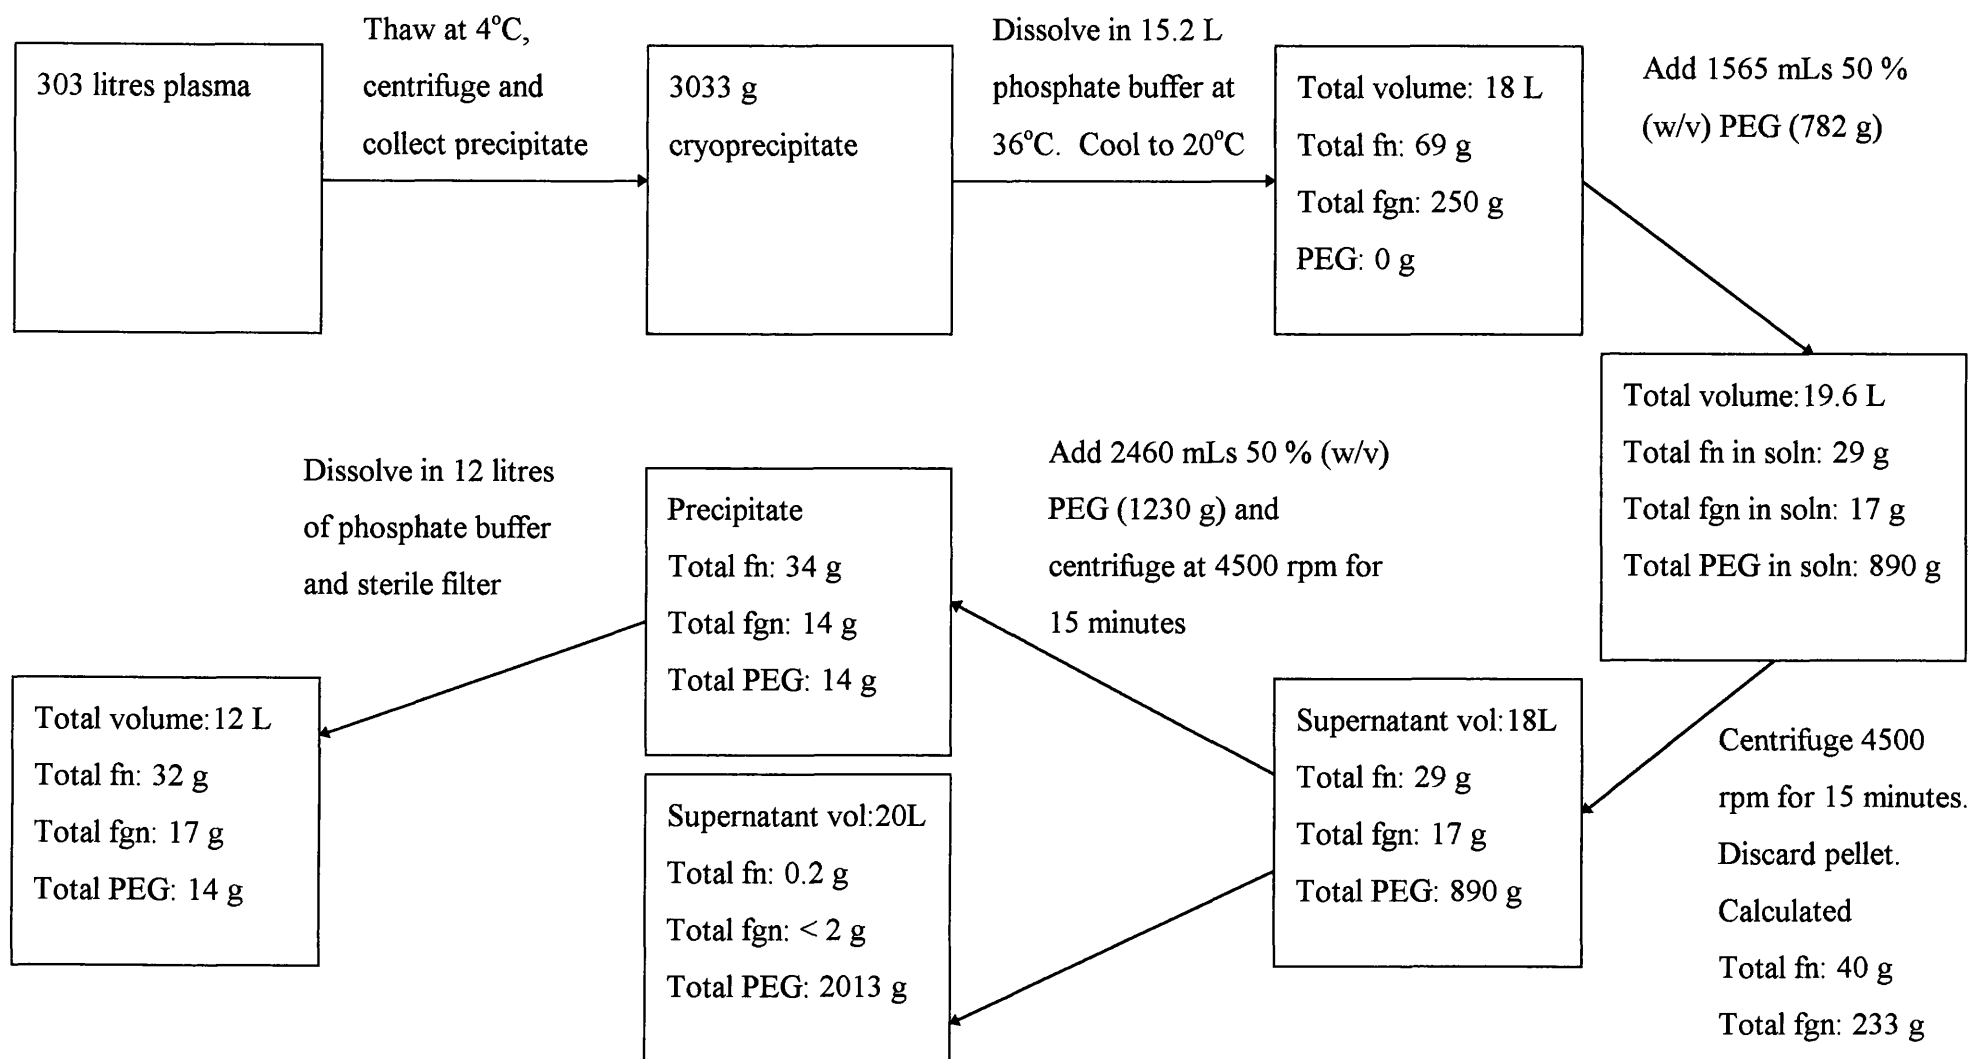 303 litres plasma
Thaw at 4°C,
centrifuge and
collect precipitate
3033 g
cryoprecipitate
Dissolve in 15.2 L
phosphate buffer at
36°C. Cool to 20°C
Total volume: 18 L
Total fn: 69 g
Total fgn: 250 g
PEG: 0 g
Add 1565 mLs 50 %
(w/v) PEG (782 g)
Total volume:19.6 L
Total fn in soln: 29 g
Total fgn in soln: 17 g
Total PEG in soln: 890 g
Centrifuge 4500
rpm for 15 minutes.
Discard pellet.
Calculated
Total fn: 40 g
Total fgn: 233 g
Supernatant vol:18L
Total fn: 29 g
Total fgn: 17 g
Total PEG: 890 g
Add 2460 mLs 50 % (w/v)
PEG (1230 g) and
centrifuge at 4500 rpm for
15 minutes
Precipitate
Total fn: 34 g
Total fgn: 14 g
Total PEG: 14 g
Supernatant vol:20L
Total fn: 0.2 g
Total fgn: < 2 g
Total PEG: 2013 g
Dissolve in 12 litres
of phosphate buffer
and sterile filter
Total volume:12 L
Total fn: 32 g
Total fgn: 17 g
Total PEG: 14 g